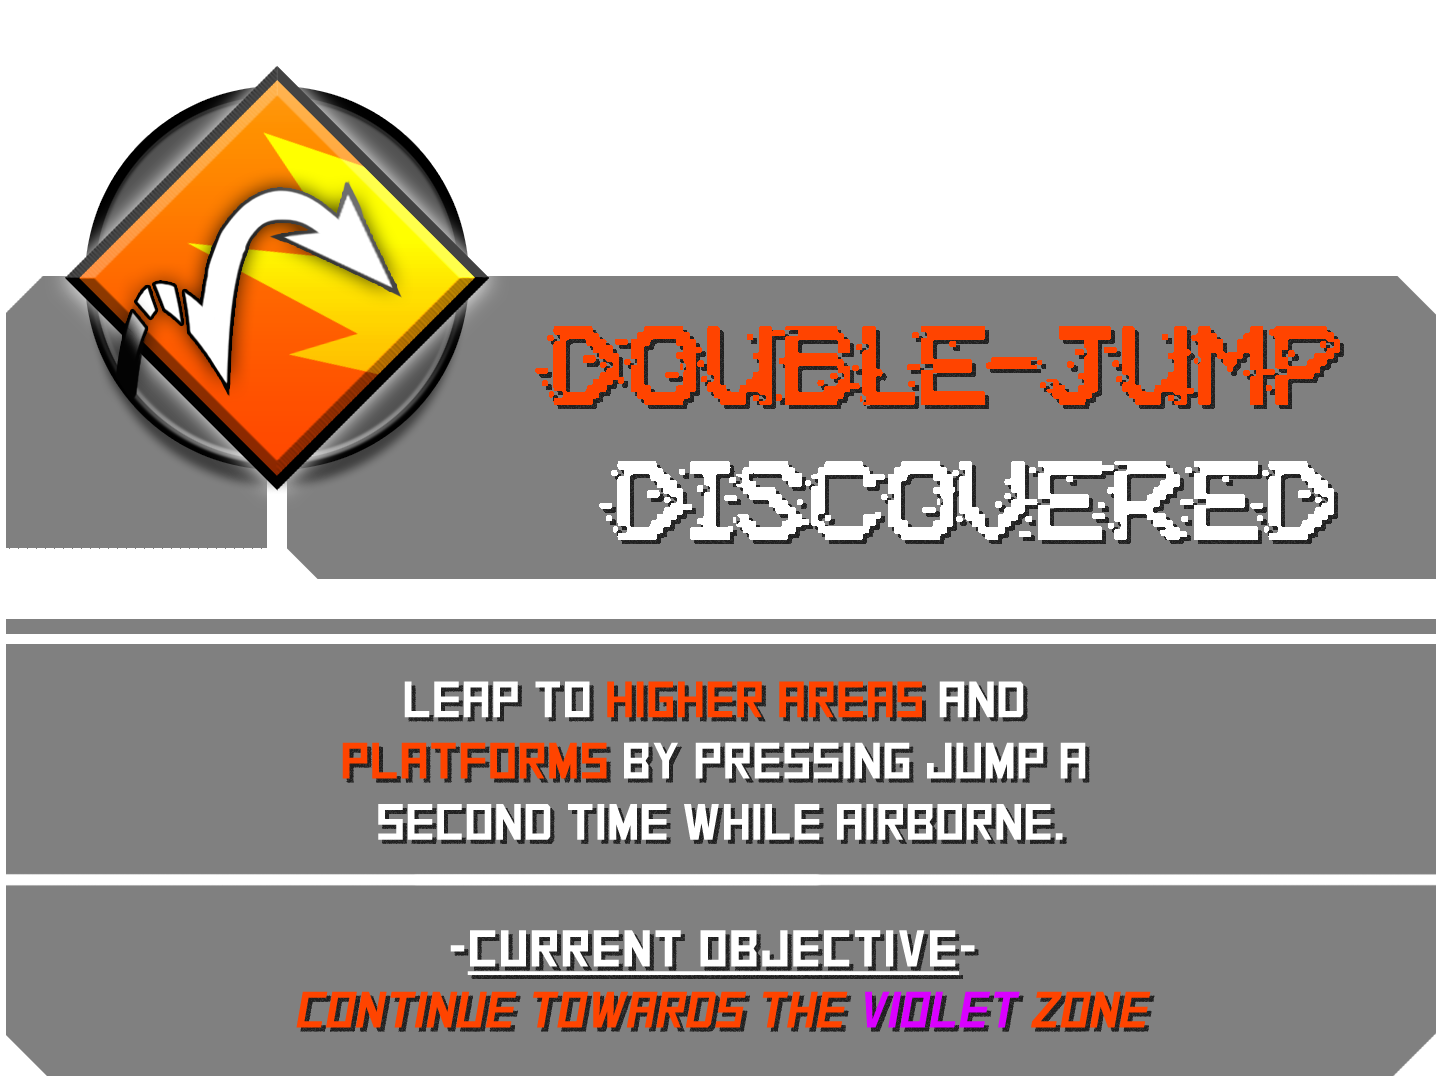 DOUBLE-JUMP
DISCOVERED
LEAP TO HIGHER AREAS AND
PLATFORMS BY PRESSING JUMP A
SECOND TIME WHILE AIRBORNE.
-CURRENT OBJECTIVE-
CONTINUE TOWARDS THE VIOLET ZONE